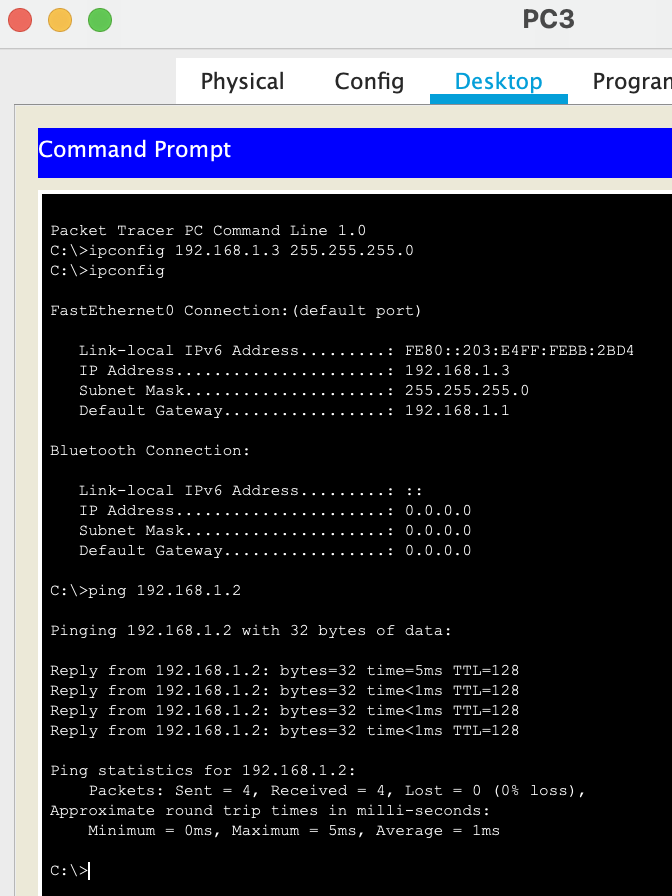 PC3
Physical Config Desktop
Command Prompt
Packet Tracer PC Command Line 1.0
C:\>ipconfig 192.168.1.3 255.255.255.0
C:\>ipconfig
FastEthernet0 Connection:(default port)
Link-local IPv6 Address.........: FE80::203:E4FF:FEBB:2BD4
IP Address......................: 192.168.1.3
Subnet Mask.....................: 255.255.255.0
Default Gateway.................: 192.168.1.1
Bluetooth Connection:
Link-local IPv6 Address.........: ::
IP Address......................: 0.0.0.0
Subnet Mask.....................: 0.0.0.0
Default Gateway.................: 0.0.0.0
C:\>ping 192.168.1.2
Pinging 192.168.1.2 with 32 bytes of data:
Reply from 192.168.1.2: bytes=32 time=5ms TTL=128
Reply from 192.168.1.2: bytes=32 time<1ms TTL=128
Reply from 192.168.1.2: bytes=32 time<1ms TTL=128
Reply from 192.168.1.2: bytes=32 time<1ms TTL=128
Ping statistics for 192.168.1.2:
Packets: Sent = 4, Received = 4, Lost = 0 (0% loss),
Approximate round trip times in milli-seconds:
Minimum = 0ms, Maximum = 5ms, Average = 1ms
C:\>